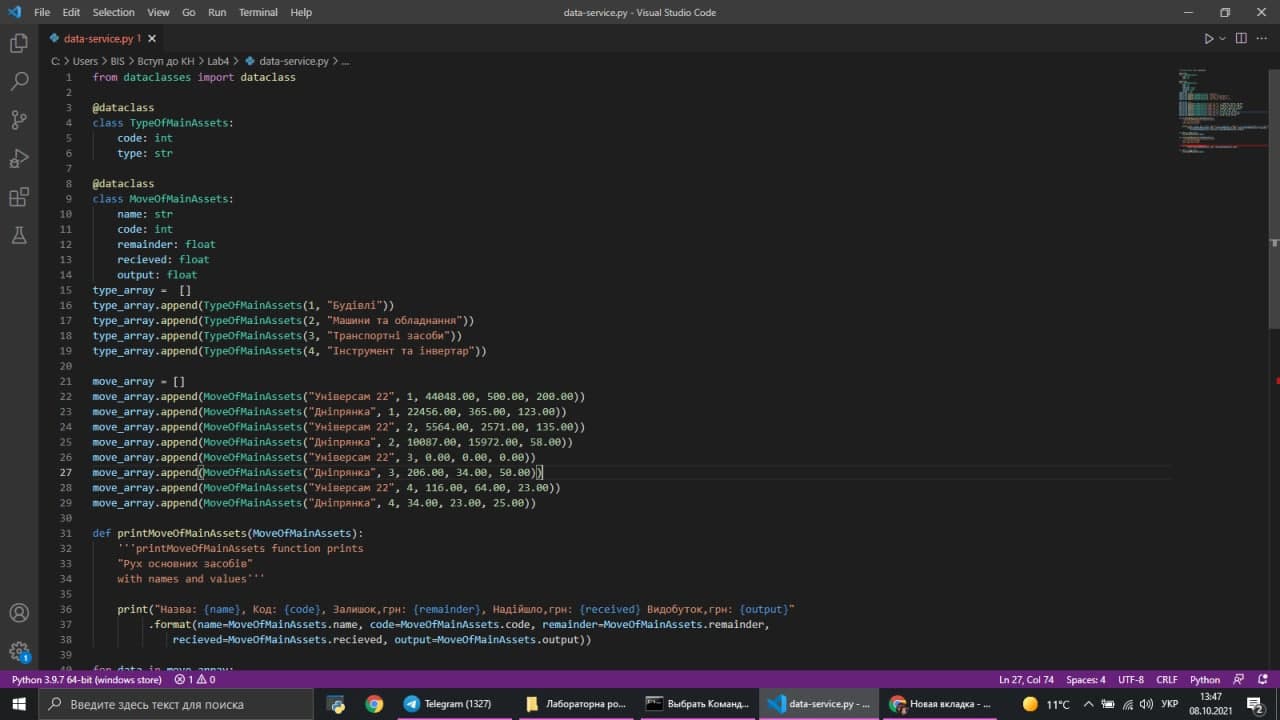 File Edit Selection View Go Run Terminal Help
data-service.py - Visual Studio Code
data-service.py 1
C: > Users > BIS > Вступ до КН > Lab4 > data-service.py > ...
1 from dataclasses import dataclass
2
3 @dataclass
4 class TypeOfMainAssets:
5 code: int
6 type: str
7
8 @dataclass
9 class MoveOfMainAssets:
10 name: str
11 code: int
12 remainder: float
13 recieved: float
14 output: float
15 type_array = []
16 type_array.append(TypeOfMainAssets(1, "Будівлі"))
17 type_array.append(TypeOfMainAssets(2, "Машини та обладнання"))
18 type_array.append(TypeOfMainAssets(3, "Транспортні засоби"))
19 type_array.append(TypeOfMainAssets(4, "Інструмент та інвертар"))
20
21 move_array = []
22 move_array.append(MoveOfMainAssets("Універсам 22", 1, 44048.00, 500.00, 200.00))
23 move_array.append(MoveOfMainAssets("Дніпрянка", 1, 22456.00, 365.00, 123.00))
24 move_array.append(MoveOfMainAssets("Універсам 22", 2, 5564.00, 2571.00, 135.00))
25 move_array.append(MoveOfMainAssets("Дніпрянка", 2, 10087.00, 15972.00, 58.00))
26 move_array.append(MoveOfMainAssets("Універсам 22", 3, 0.00, 0.00, 0.00))
27 move_array.append(MoveOfMainAssets("Дніпрянка", 3, 206.00, 34.00, 50.00))
28 move_array.append(MoveOfMainAssets("Універсам 22", 4, 116.00, 64.00, 23.00))
29 move_array.append(MoveOfMainAssets("Дніпрянка", 4, 34.00, 23.00, 25.00))
30
31 def printMoveOfMainAssets(MoveOfMainAssets):
32 '''printMoveOfMainAssets function prints
33 "Рух основних засобів"
34 with names and values'''
35
36 print("Назва: {name}, Код: {code}, Залишок,грн: {remainder}, Надійшло,грн: {received} Видобуток,грн: {output}"
37 .format(name=MoveOfMainAssets.name, code=MoveOfMainAssets.code, remainder=MoveOfMainAssets.remainder,
38 recieved=MoveOfMainAssets.recieved, output=MoveOfMainAssets.output))
39
40 for data in move_array:
Python 3.9.7 64-bit (windows store) 1 0 Ln 27, Col 74 Spaces: 4 UTF-8 CRLF Python
Введите здесь текст для поиска
Telegram (1327)
Лабораторна ро...
Выбрать Команд...
data-service.py - ...
Новая вкладка - ...
11°C
УКР
13:47
08.10.2021
2